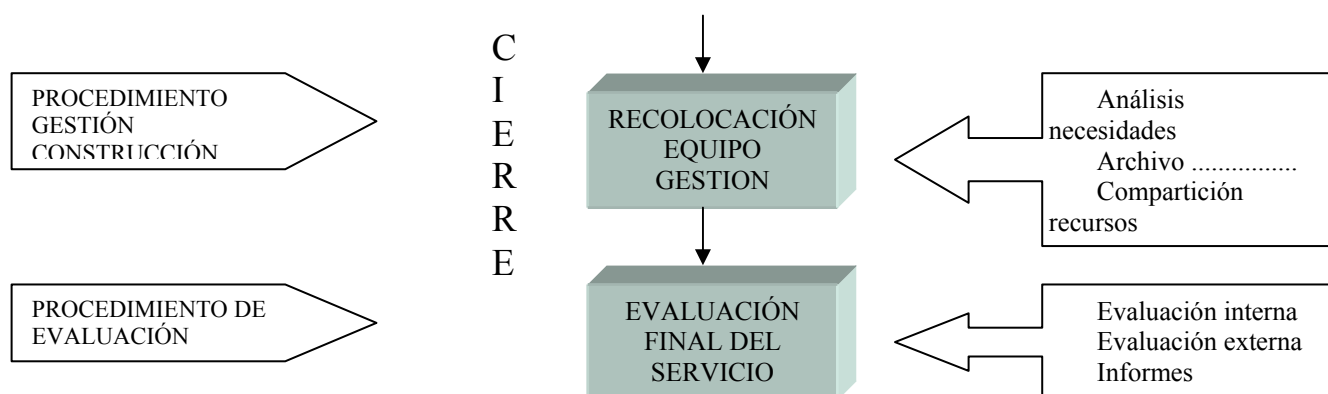 PROCEDIMIENTO
GESTIÓN
CONSTRUCCIÓN
C
I
E
R
R
E
RECOLOCACIÓN
EQUIPO
GESTION
Análisis
necesidades
Archivo ................
Compartición
recursos
PROCEDIMIENTO DE
EVALUACIÓN
EVALUACIÓN
FINAL DEL
SERVICIO
Evaluación interna
Evaluación externa
Informes